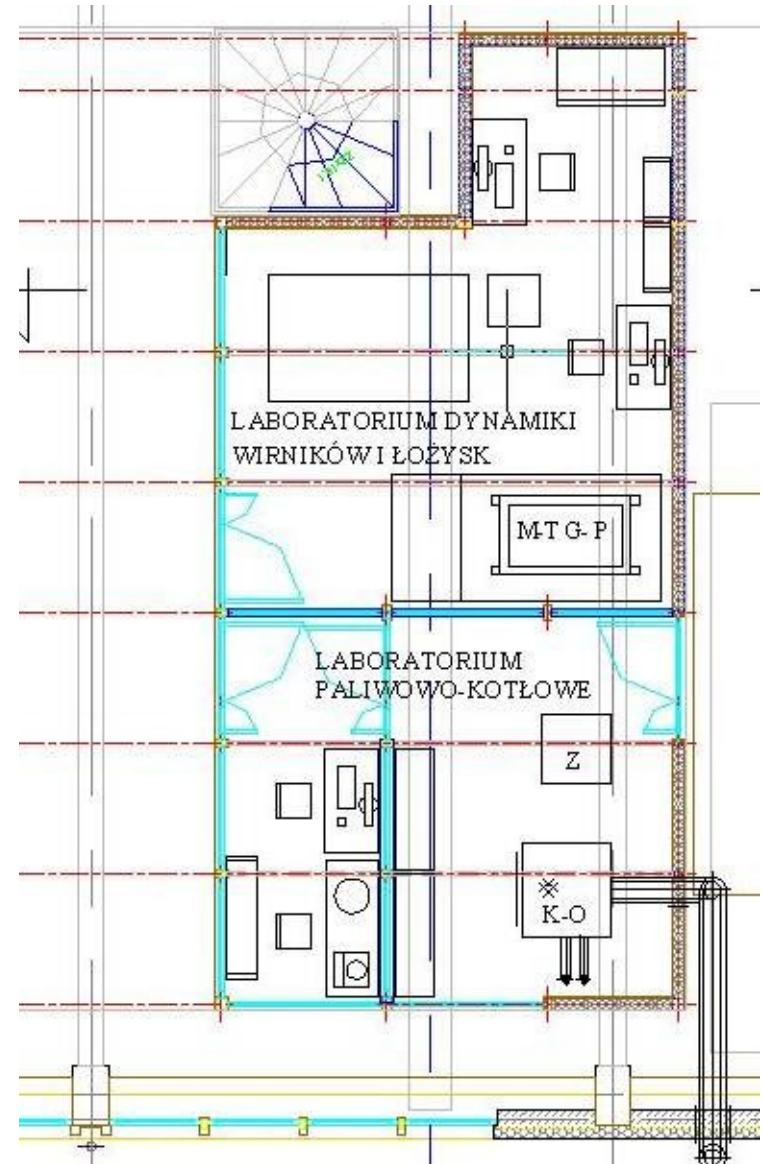 LABORATORIUM DYNAMIKI
WIRNIKÓW I ŁOŻYSK
M-T G-P
LABORATORIUM
PALIWOWO-KOTŁOWE
Z
K-O